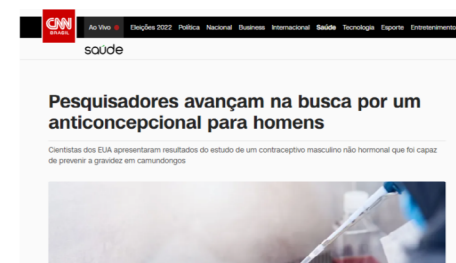 CNN
BRASIL
Ao Vivo Eleições 2022 Política Nacional Business Internacional Saúde Tecnologia Esporte Entretenimento
saúde
Pesquisadores avançam na busca por um
anticoncepcional para homens
Cientistas dos EUA apresentaram resultados do estudo de um contraceptivo masculino não hormonal que foi capaz
de prevenir a gravidez em camundongos